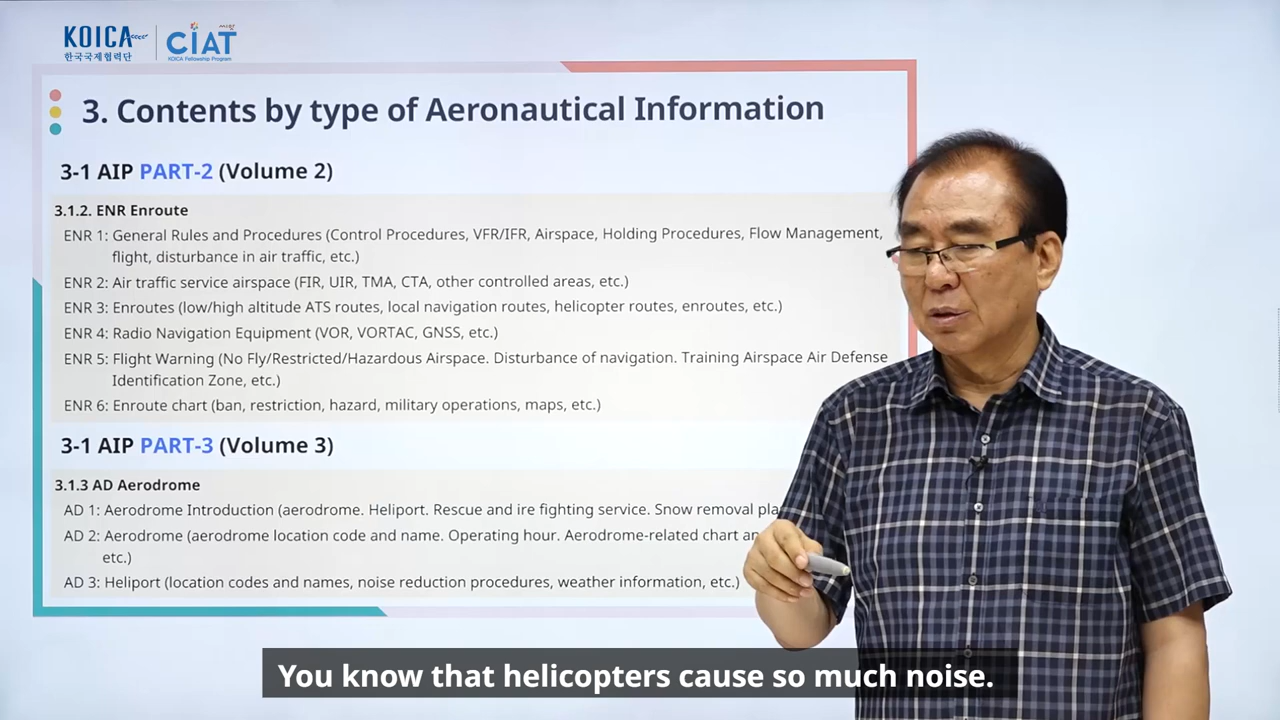 KOICA
한국국제협력단
CIAT
KOICA Fellowship Program
3. Contents by type of Aeronautical Information
3-1 AIP PART-2 (Volume 2)
3.1.2. ENR Enroute
ENR 1: General Rules and Procedures (Control Procedures, VFR/IFR, Airspace, Holding Procedures, Flow Management,
flight, disturbance in air traffic, etc.)
ENR 2: Air traffic service airspace (FIR, UIR, TMA, CTA, other controlled areas, etc.)
ENR 3: Enroutes (low/high altitude ATS routes, local navigation routes, helicopter routes, enroutes, etc.)
ENR 4: Radio Navigation Equipment (VOR, VORTAC, GNSS, etc.)
ENR 5: Flight Warning (No Fly/Restricted/Hazardous Airspace. Disturbance of navigation. Training Airspace Air Defense
Identification Zone, etc.)
ENR 6: Enroute chart (ban, restriction, hazard, military operations, maps, etc.)
3-1 AIP PART-3 (Volume 3)
3.1.3 AD Aerodrome
AD 1: Aerodrome Introduction (aerodrome. Heliport. Rescue and ire fighting service. Snow removal
AD 2: Aerodrome (aerodrome location code and name. Operating hour. Aerodrome-related chart
etc.)
AD 3: Heliport (location codes and names, noise reduction procedures, weather information, etc.)
You know that helicopters cause so much noise.